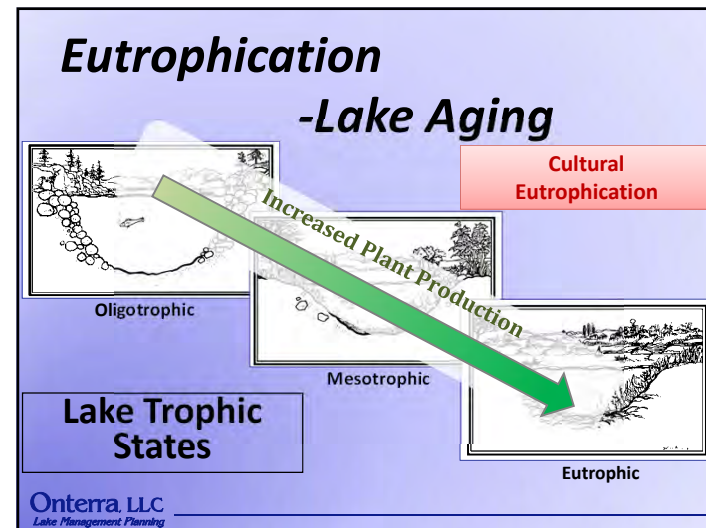 Eutrophication
-Lake Aging
Cultural
Eutrophication
Increased Plant Production
Oligotrophic
Mesotrophic
Eutrophic
Lake Trophic
States
Onterra, LLC
Lake Management Planning